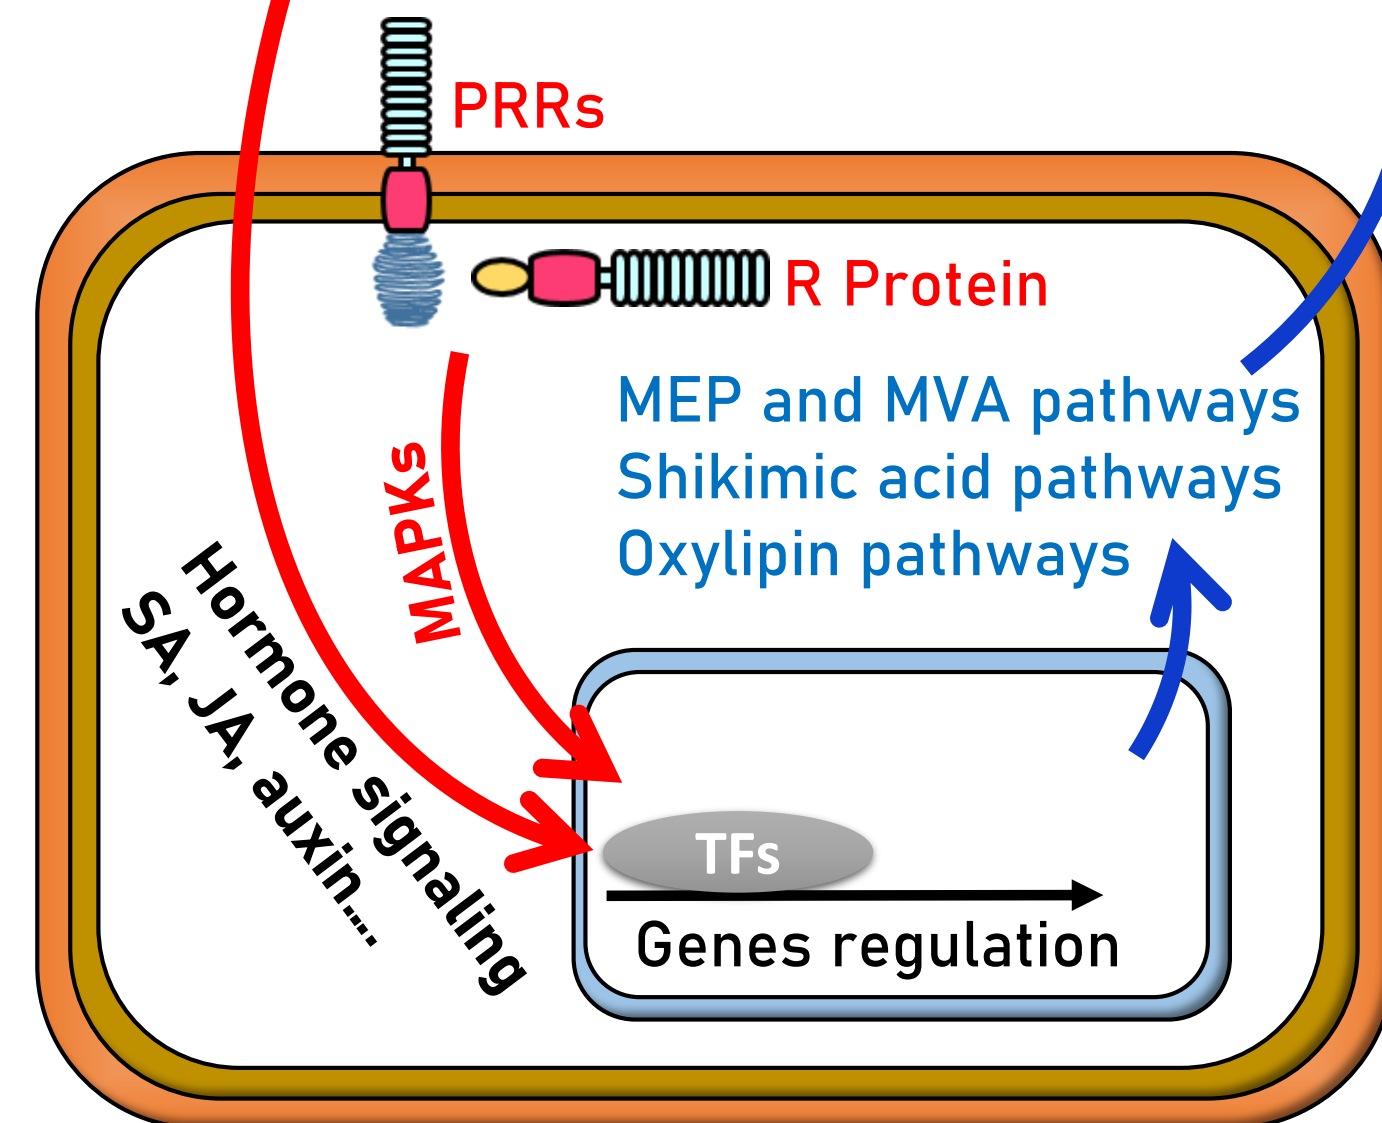 PRRs
R Protein
MEP and MVA pathways
Shikimic acid pathways
Oxylipin pathways
MAPKs
Hormone signaling
SA, JA, auxin....
TFs
Genes regulation